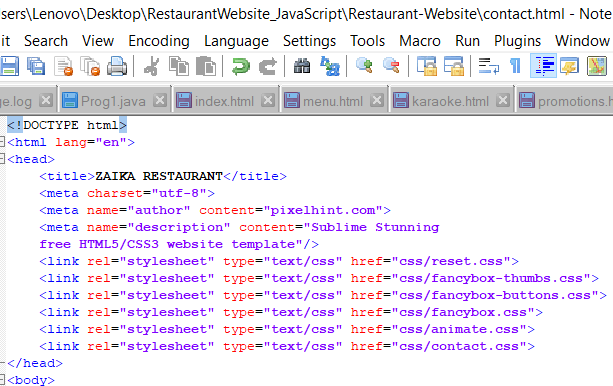 sers\Lenovo\Desktop\RestaurantWebsite_JavaScript\Restaurant-Website\contact.html - Note
it Search View Encoding Language Settings Tools Macro Run Plugins Window
ge.log Prog1.java index.html menu.html karaoke.html promotions.h
<!DOCTYPE html>
<html lang="en">
<head>
<title>ZAIKA RESTAURANT</title>
<meta charset="utf-8">
<meta name="author" content="pixelhint.com">
<meta name="description" content="Sublime Stunning
free HTML5/CSS3 website template"/>
<link rel="stylesheet" type="text/css" href="css/reset.css">
<link rel="stylesheet" type="text/css" href="css/fancybox-thumbs.css">
<link rel="stylesheet" type="text/css" href="css/fancybox-buttons.css">
<link rel="stylesheet" type="text/css" href="css/fancybox.css">
<link rel="stylesheet" type="text/css" href="css/animate.css">
<link rel="stylesheet" type="text/css" href="css/contact.css">
</head>
<body>